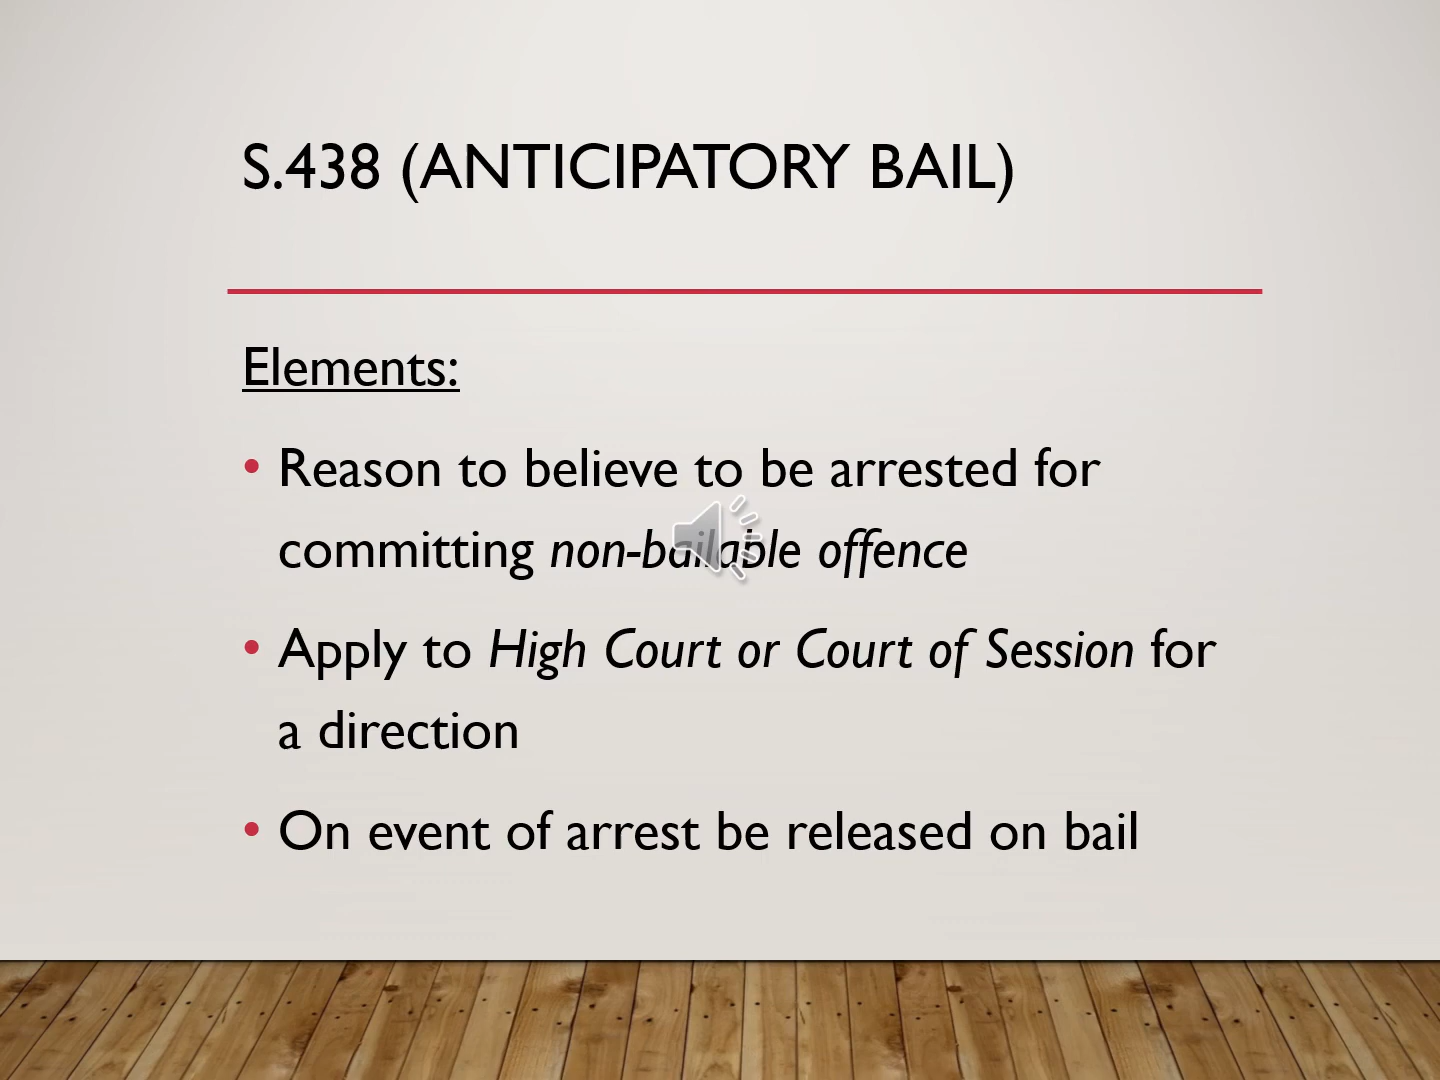 S.438 (ANTICIPATORY BAIL)
Elements:
• Reason to believe to be arrested for
committing non-bailable offence
• Apply to High Court or Court of Session for
a direction
• On event of arrest be released on bail